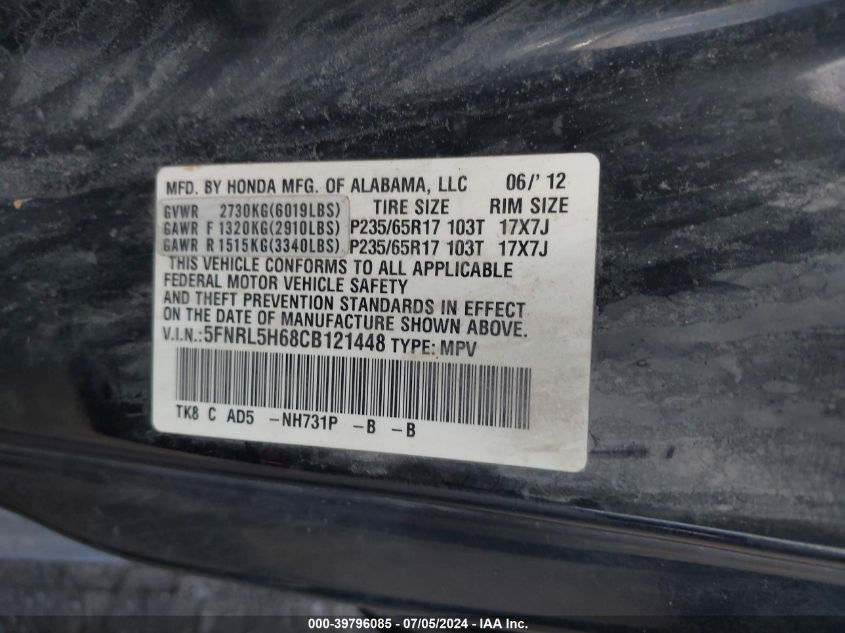 MFD. BY HONDA MFG. OF ALABAMA, LLC 06/' 12
GVWR 2730KG(6019LBS) TIRE SIZE RIM SIZE
GAWR F 1320KG(2910LBS) P235/65R17 103T 17X7J
GAWR R 1515KG(3340LBS) P235/65R17 103T 17X7J
THIS VEHICLE CONFORMS TO ALL APPLICABLE
FEDERAL MOTOR VEHICLE SAFETY
AND THEFT PREVENTION STANDARDS IN EFFECT
ON THE DATE OF MANUFACTURE SHOWN ABOVE.
V.I.N.:5FNRL5H68CB121448 TYPE: MPV
TK8 C AD5 -NH731P -B -B
000-39796085 - 07/05/2024 - IAA Inc.